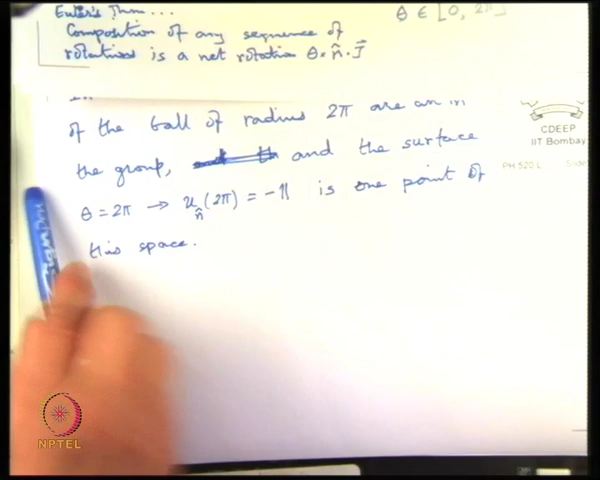 Euler's Thm...
θ ∈ [0, 2π]
Composition of any sequence of
rotations is a net rotation θ n̂·J⃗
of the ball of radius 2π are an in
the group, and the surface
θ = 2π → U_n̂(2π) = -1 is one point of
this space.
CDEEP
IIT Bombay
PH 520 L Slide
NPTEL